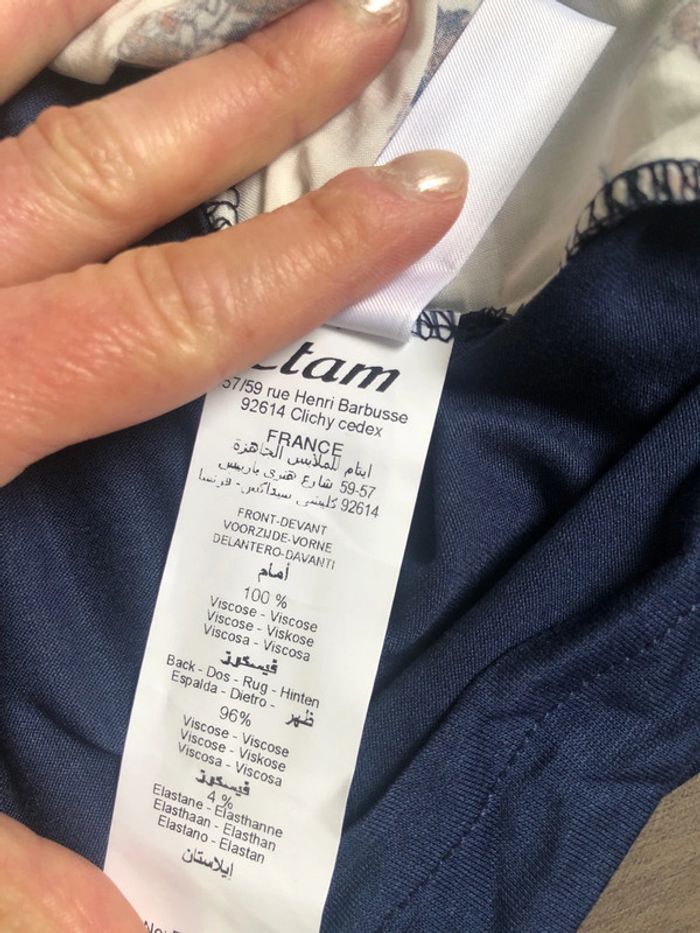 tam
57/59 rue Henri Barbusse
92614 Clichy cedex
FRANCE
ايتام للملابس الجاهزة
59-57 شارع هنري باربيس
92614 كليشي سيداكس - فرنسا
FRONT-DEVANT
VOORZIJDE-VORNE
DELANTERO-DAVANTI
أمام
100 %
Viscose - Viscose
Viscose - Viskose
Viscosa - Viscosa
فيسكوز
Back - Dos - Rug - Hinten
Espalda - Dietro - ظهر
96%
Viscose - Viscose
Viscose - Viskose
Viscosa - Viscosa
فيسكوز
4 %
Elastane - Elasthanne
Elasthaan - Elasthan
Elastano - Elastan
إيلاستان